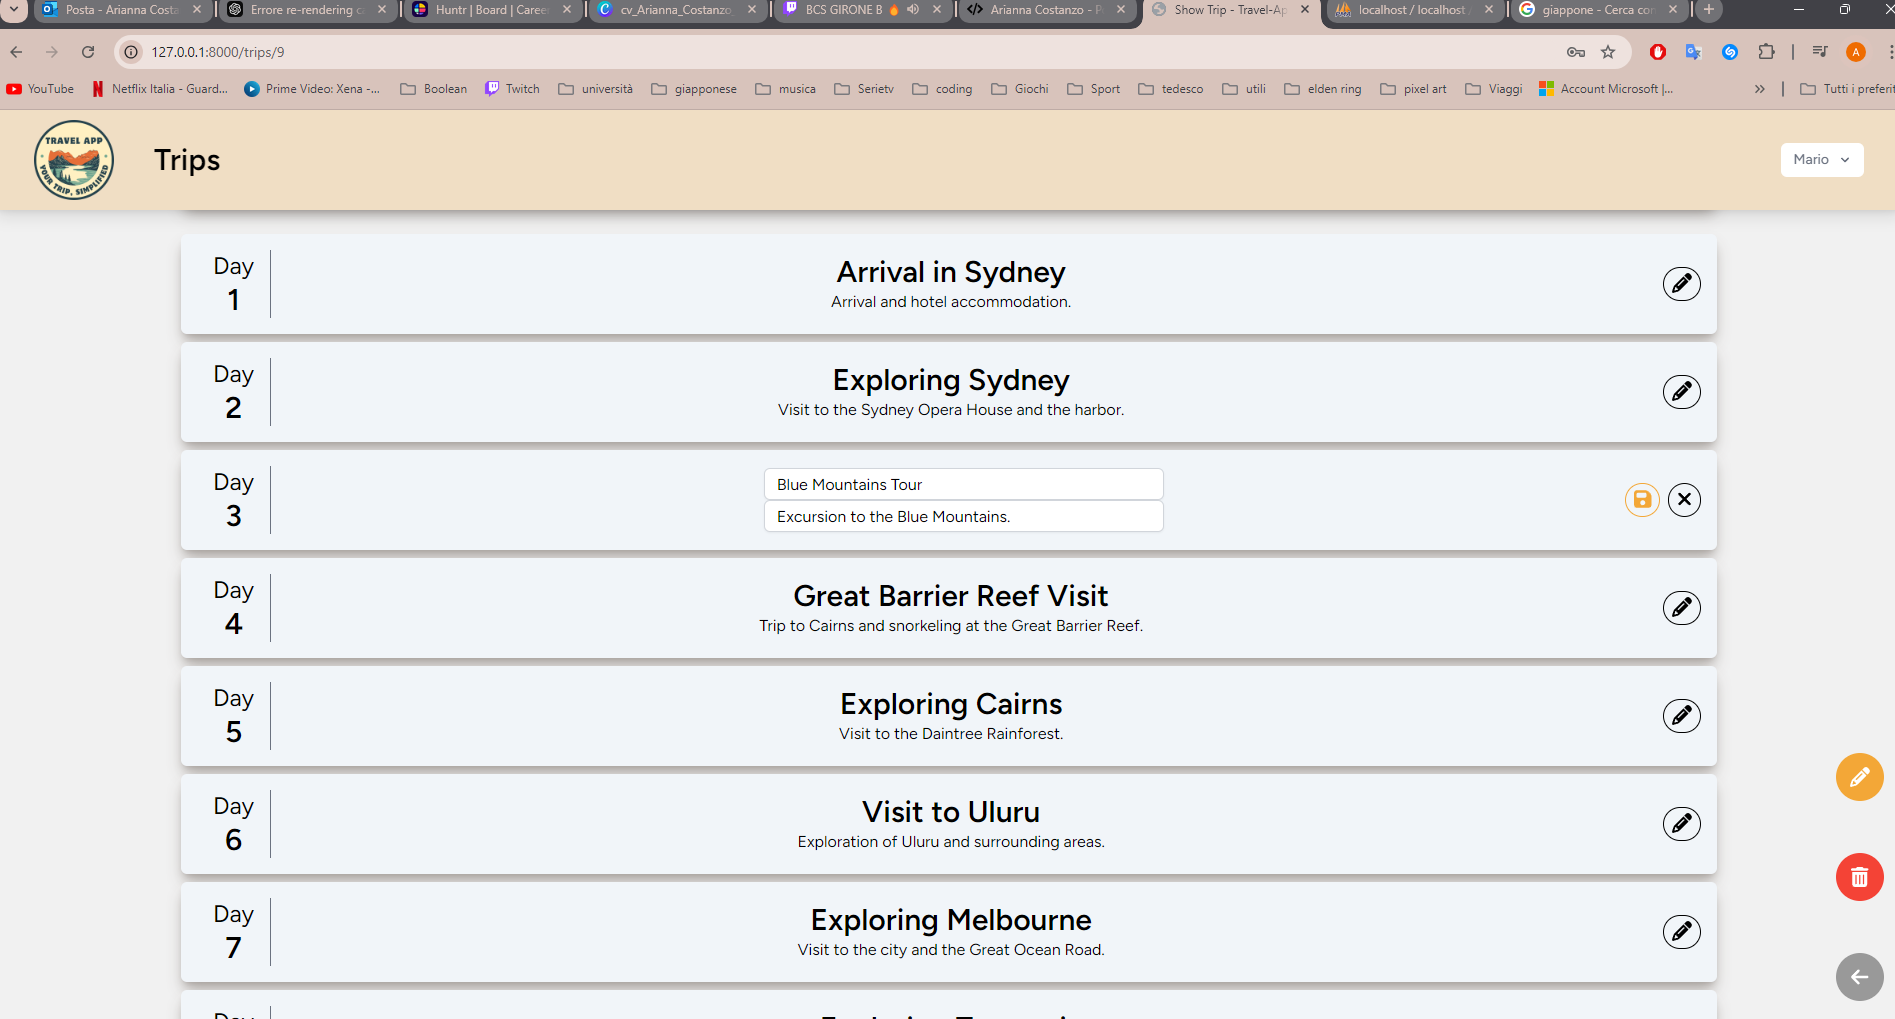 Posta - Arianna Costa
Errore re-rendering c
Huntr | Board | Career
cv_Arianna_Costanzo_
BCS GIRONE B
Arianna Costanzo - P
Show Trip - Travel-Ap
localhost / localhost /
giappone - Cerca con
127.0.0.1:8000/trips/9
A
YouTube
Netflix Italia - Guard...
Prime Video: Xena -...
Boolean
Twitch
università
giapponese
musica
Serietv
coding
Giochi
Sport
tedesco
utili
elden ring
pixel art
Viaggi
Account Microsoft |...
»
Tutti i preferit
TRAVEL APP
YOUR TRIP, SIMPLIFIED
Trips
Mario
Day
1
Arrival in Sydney
Arrival and hotel accommodation.
Day
2
Exploring Sydney
Visit to the Sydney Opera House and the harbor.
Day
3
Blue Mountains Tour
Excursion to the Blue Mountains.
Day
4
Great Barrier Reef Visit
Trip to Cairns and snorkeling at the Great Barrier Reef.
Day
5
Exploring Cairns
Visit to the Daintree Rainforest.
Day
6
Visit to Uluru
Exploration of Uluru and surrounding areas.
Day
7
Exploring Melbourne
Visit to the city and the Great Ocean Road.
Day